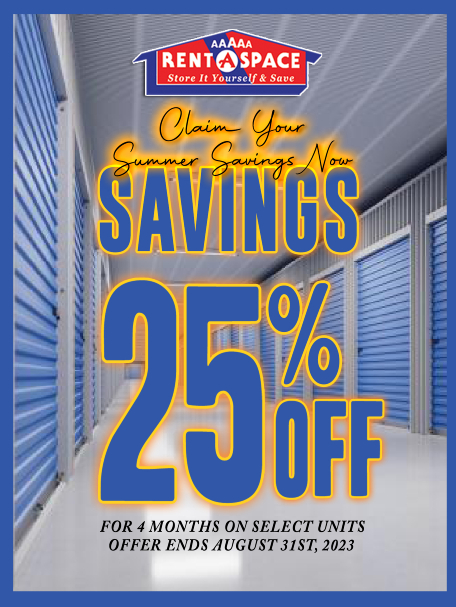 AAAAA
RENT A SPACE
Store It Yourself & Save
Claim Your
Summer Savings Now
SAVINGS
25%
OFF
FOR 4 MONTHS ON SELECT UNITS
OFFER ENDS AUGUST 31ST, 2023